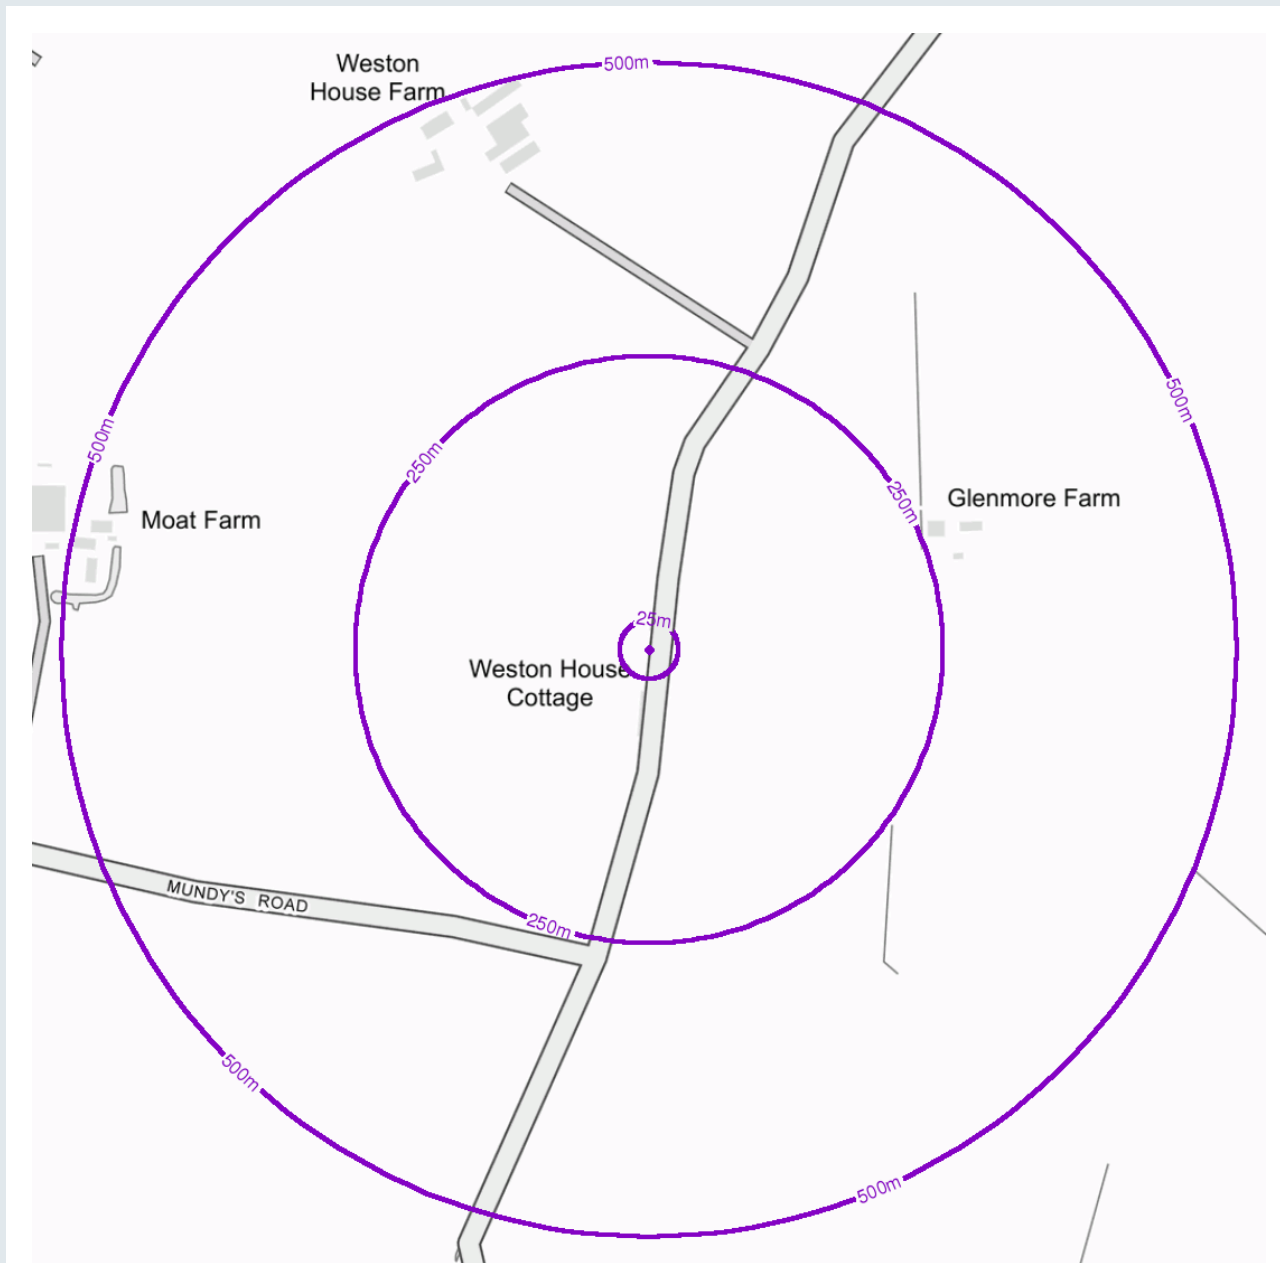 Weston
House Farm
500m
500m
500m
250m
250m
Glenmore Farm
Moat Farm
25m
Weston House
Cottage
MUNDY'S ROAD
250m
500m
500m